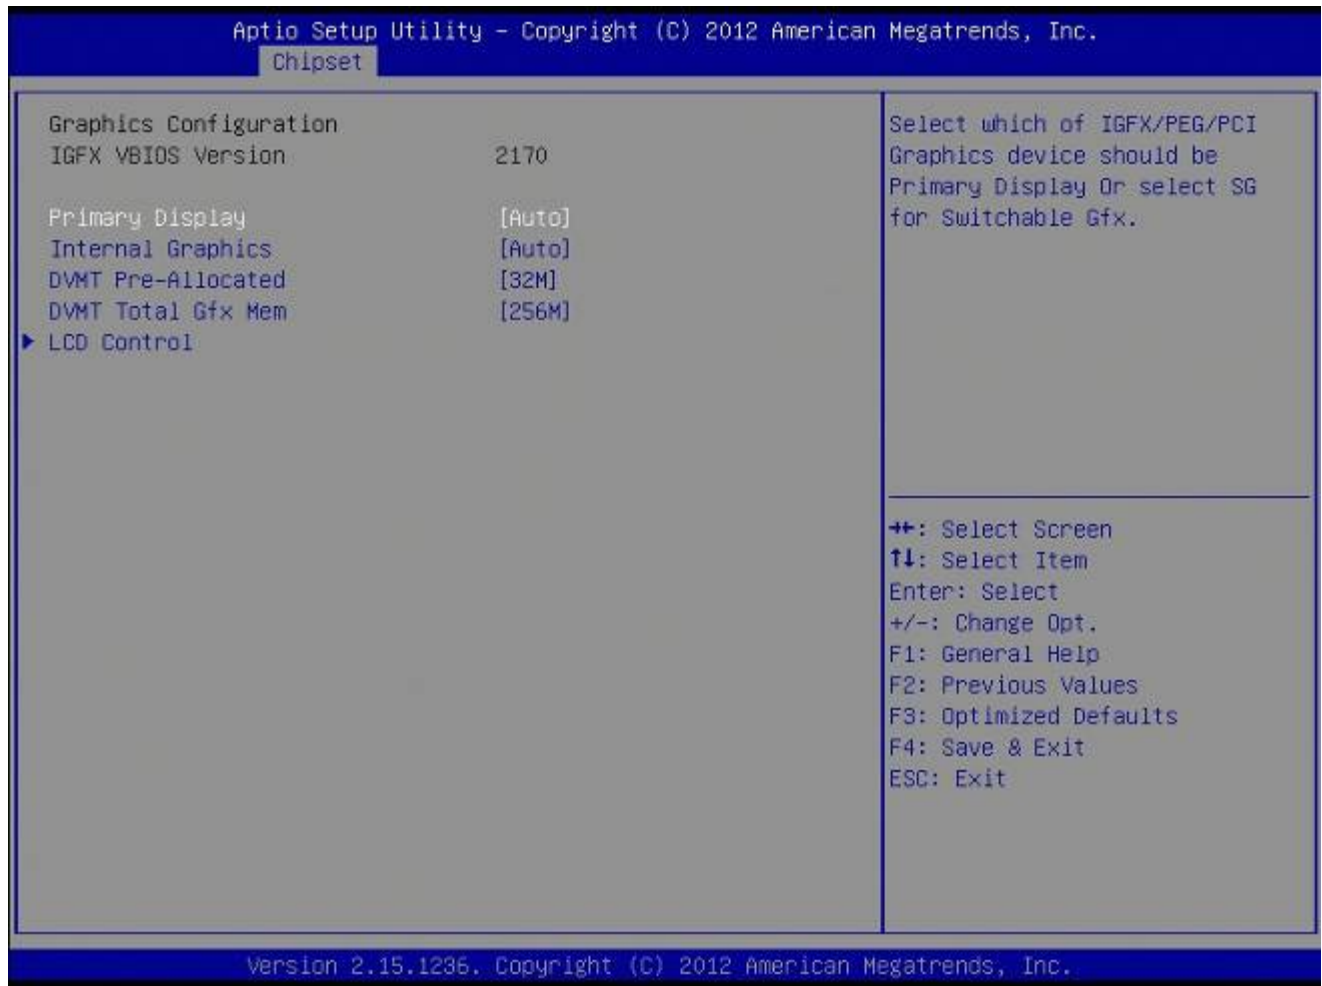 Aptio Setup Utility – Copyright (C) 2012 American Megatrends, Inc.
Chipset
Graphics Configuration
IGFX VBIOS Version 2170
Primary Display [Auto]
Internal Graphics [Auto]
DVMT Pre-Allocated [32M]
DVMT Total Gfx Mem [256M]
▶ LCD Control
Select which of IGFX/PEG/PCI
Graphics device should be
Primary Display Or select SG
for Switchable Gfx.
→←: Select Screen
↑↓: Select Item
Enter: Select
+/-: Change Opt.
F1: General Help
F2: Previous Values
F3: Optimized Defaults
F4: Save & Exit
ESC: Exit
Version 2.15.1236. Copyright (C) 2012 American Megatrends, Inc.